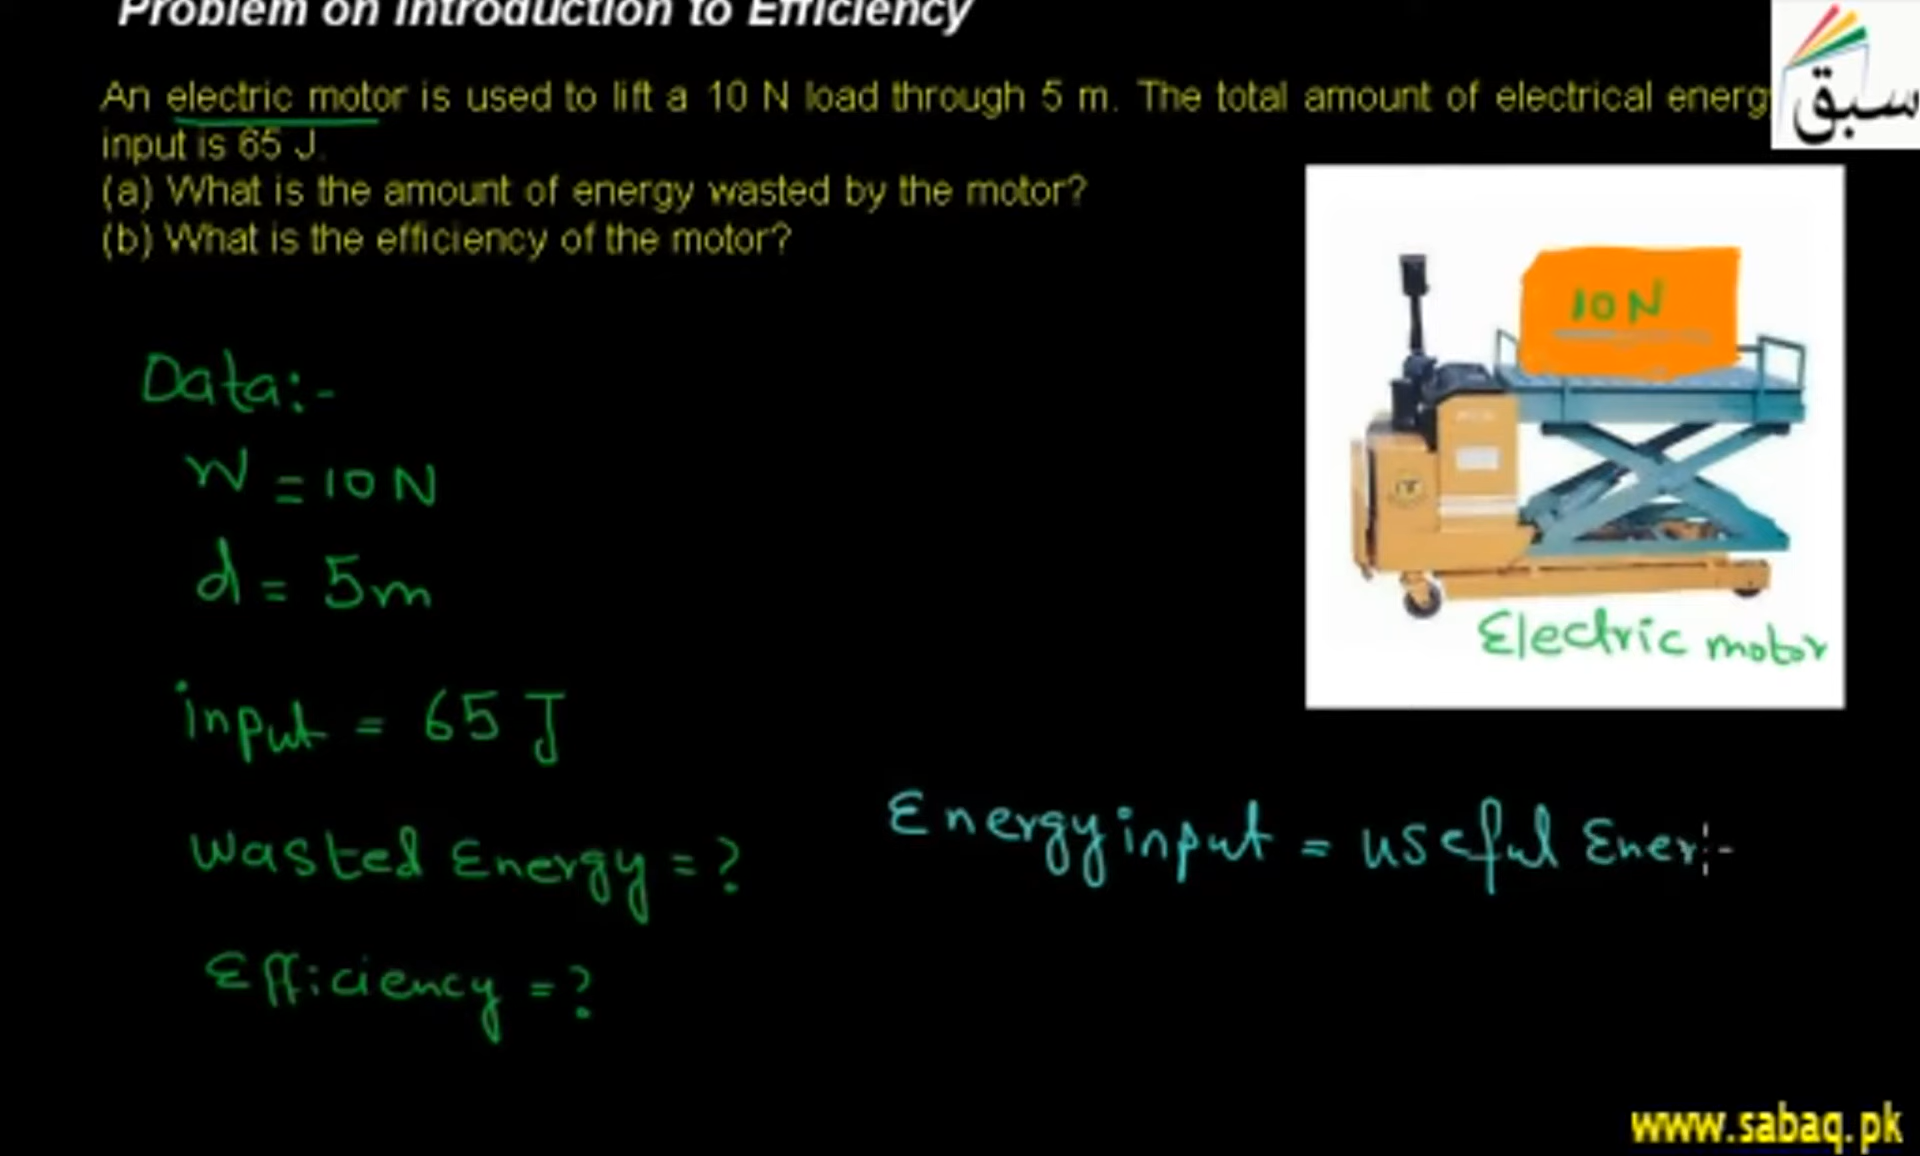 Problem on Introduction to Efficiency
An electric motor is used to lift a 10 N load through 5 m. The total amount of electrical energ
input is 65 J.
(a) What is the amount of energy wasted by the motor?
(b) What is the efficiency of the motor?
سبق
10 N
Electric motor
Data:-
W = 10 N
d = 5m
input = 65 J
Wasted Energy = ?
Efficiency = ?
Energy input = useful Ener
www.sabaq.pk